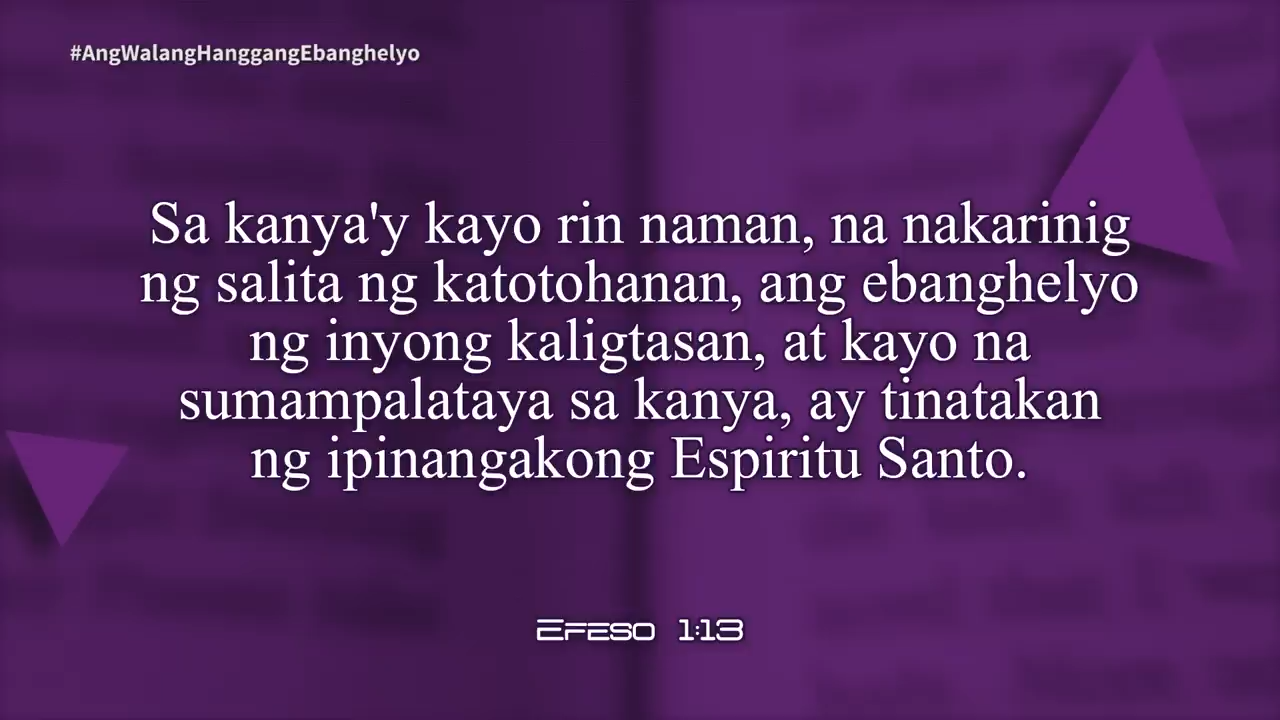 #AngWalangHanggangEbanghelyo
Sa kanya'y kayo rin naman, na nakarinig
ng salita ng katotohanan, ang ebanghelyo
ng inyong kaligtasan, at kayo na
sumampalataya sa kanya, ay tinatakan
ng ipinangakong Espiritu Santo.
Efeso 1:13